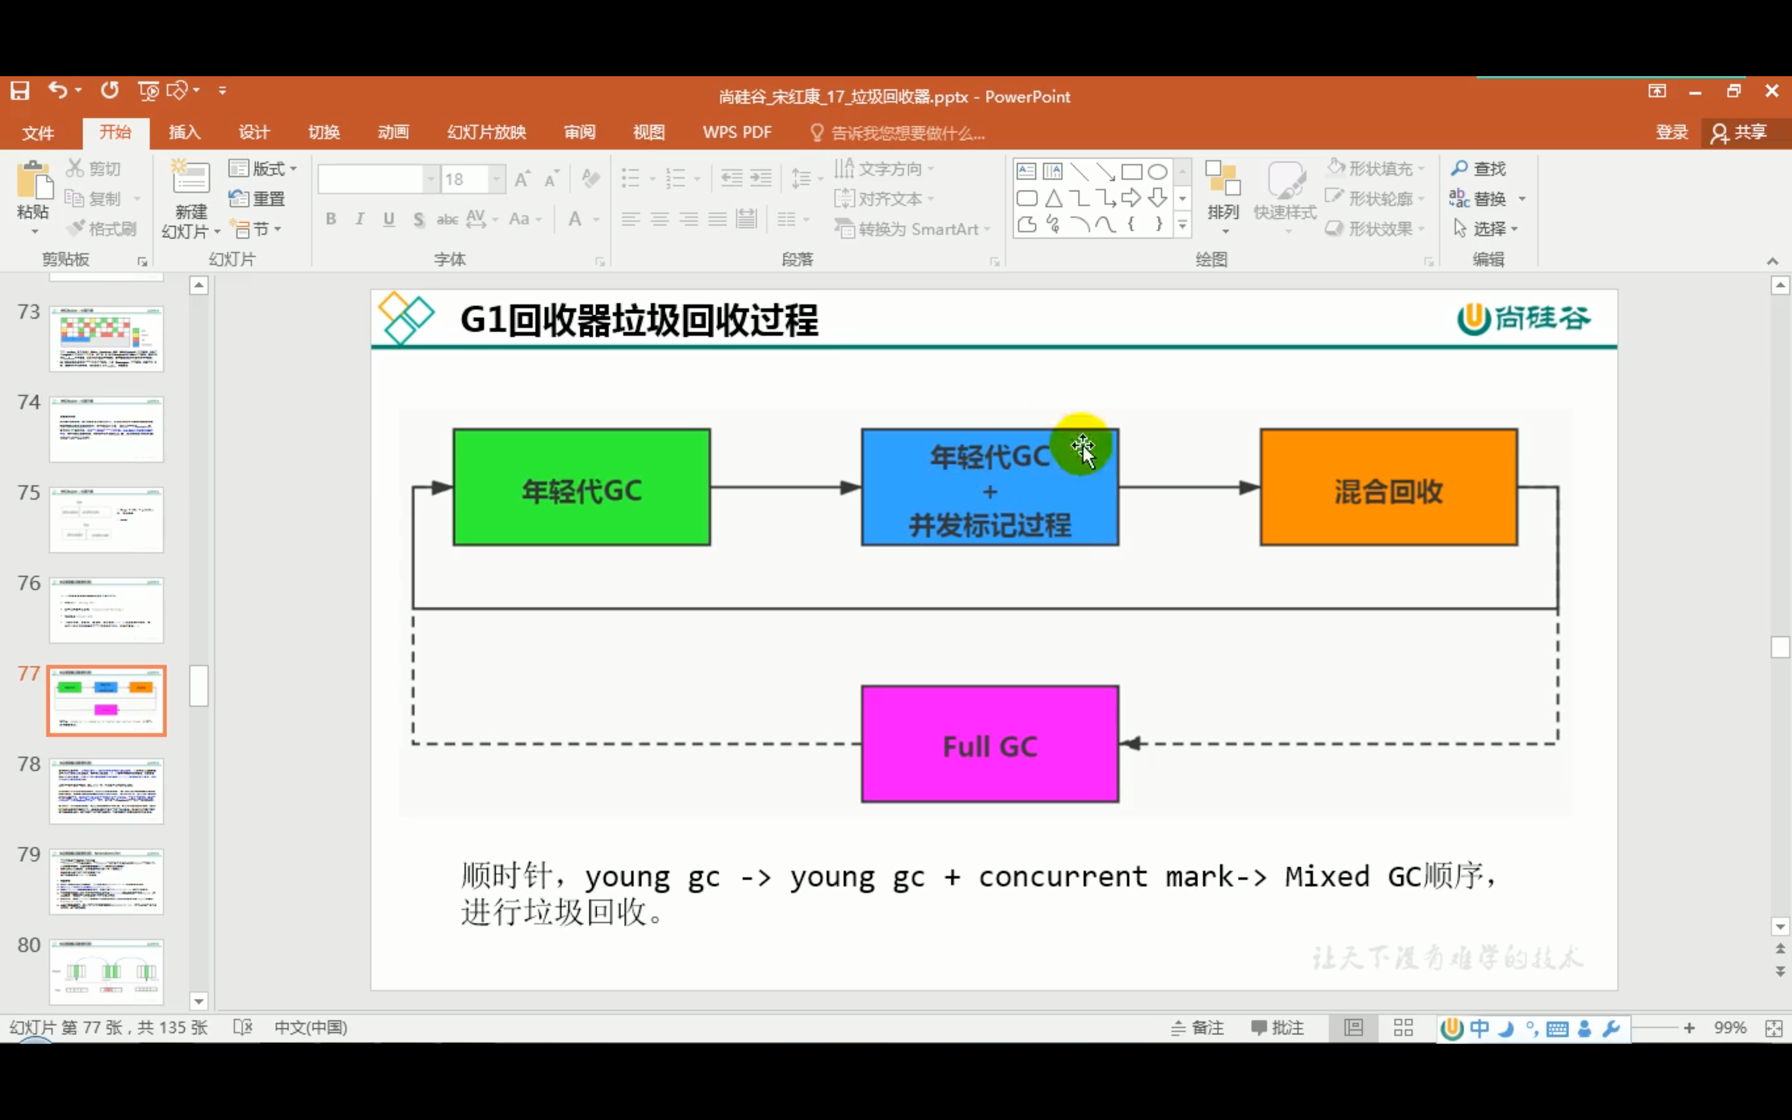 尚硅谷_宋红康_17_垃圾回收器.pptx - PowerPoint
文件 开始 插入 设计 切换 动画 幻灯片放映 审阅 视图 WPS PDF 告诉我您想要做什么... 登录 共享
粘贴 剪切 复制 格式刷
新建 幻灯片 版式 重置 节
18
B I U S abc AV Aa A
文字方向 对齐文本 转换为 SmartArt
排列 快速样式 形状填充 形状轮廓 形状效果
查找 替换 选择
剪贴板 幻灯片 字体 段落 绘图 编辑
73
74
75
76
77
78
79
80
G1回收器垃圾回收过程
尚硅谷
年轻代GC
年轻代GC
+
并发标记过程
混合回收
Full GC
顺时针，young gc -> young gc + concurrent mark-> Mixed GC顺序，
进行垃圾回收。
让天下没有难学的技术
幻灯片 第 77 张，共 135 张 中文(中国) 备注 批注 中 99%